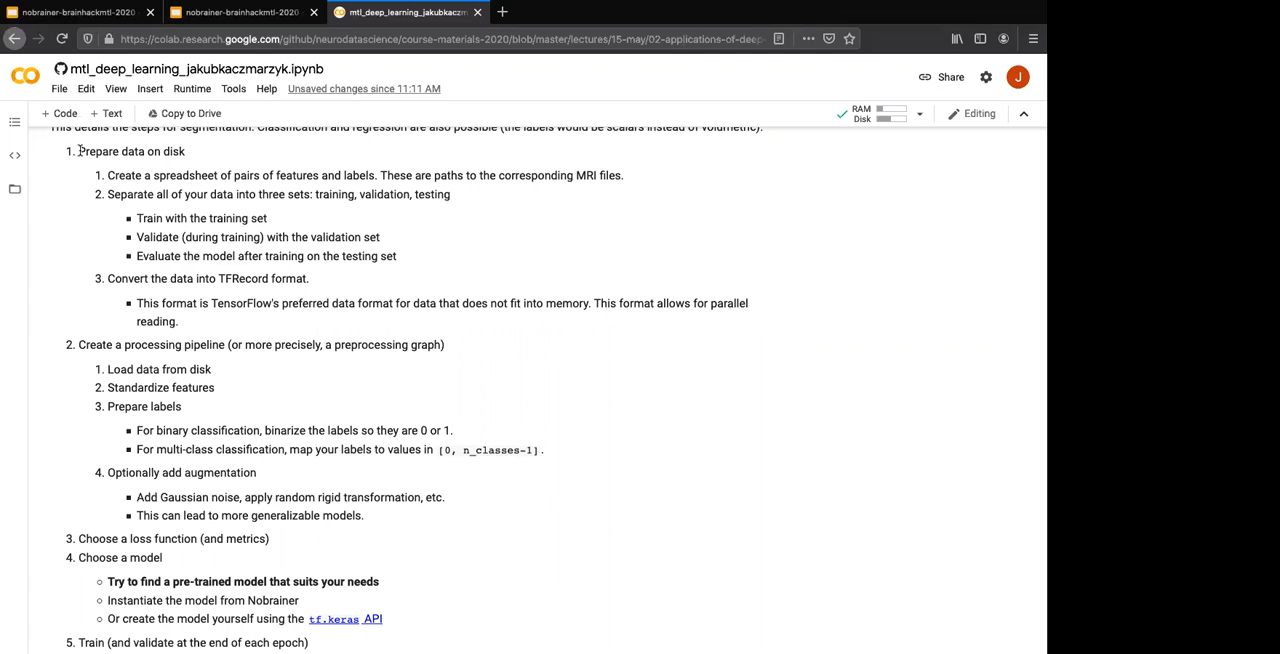 nobrainer-brainhackmtl-2020
nobrainer-brainhackmtl-2020
mtl_deep_learning_jakubkaczm
https://colab.research.google.com/github/neurodatascience/course-materials-2020/blob/master/lectures/15-may/02-applications-of-deep-
CO
mtl_deep_learning_jakubkaczmarzyk.ipynb
Share
J
File Edit View Insert Runtime Tools Help Unsaved changes since 11:11 AM
+ Code + Text Copy to Drive
RAM
Disk
Editing
This details the steps for segmentation. Classification and regression are also possible (the labels would be scalars instead of volumetric).
1. Prepare data on disk
1. Create a spreadsheet of pairs of features and labels. These are paths to the corresponding MRI files.
2. Separate all of your data into three sets: training, validation, testing
▪ Train with the training set
▪ Validate (during training) with the validation set
▪ Evaluate the model after training on the testing set
3. Convert the data into TFRecord format.
▪ This format is TensorFlow's preferred data format for data that does not fit into memory. This format allows for parallel
reading.
2. Create a processing pipeline (or more precisely, a preprocessing graph)
1. Load data from disk
2. Standardize features
3. Prepare labels
▪ For binary classification, binarize the labels so they are 0 or 1.
▪ For multi-class classification, map your labels to values in [0, n_classes-1].
4. Optionally add augmentation
▪ Add Gaussian noise, apply random rigid transformation, etc.
▪ This can lead to more generalizable models.
3. Choose a loss function (and metrics)
4. Choose a model
○ Try to find a pre-trained model that suits your needs
○ Instantiate the model from Nobrainer
○ Or create the model yourself using the tf.keras API
5. Train (and validate at the end of each epoch)